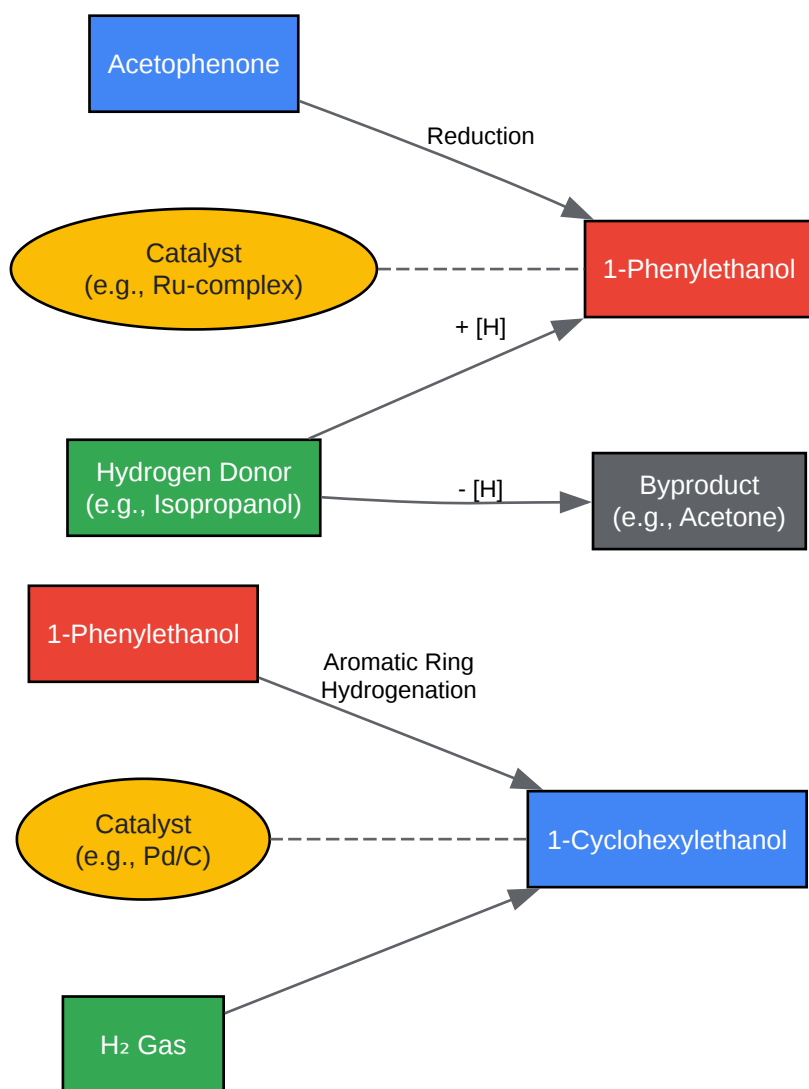 Acetophenone
Reduction
Catalyst
(e.g., Ru-complex)
1-Phenylethanol
+ [H]
Hydrogen Donor
(e.g., Isopropanol)
- [H]
Byproduct
(e.g., Acetone)
1-Phenylethanol
Aromatic Ring
Hydrogenation
Catalyst
(e.g., Pd/C)
1-Cyclohexylethanol
H₂ Gas